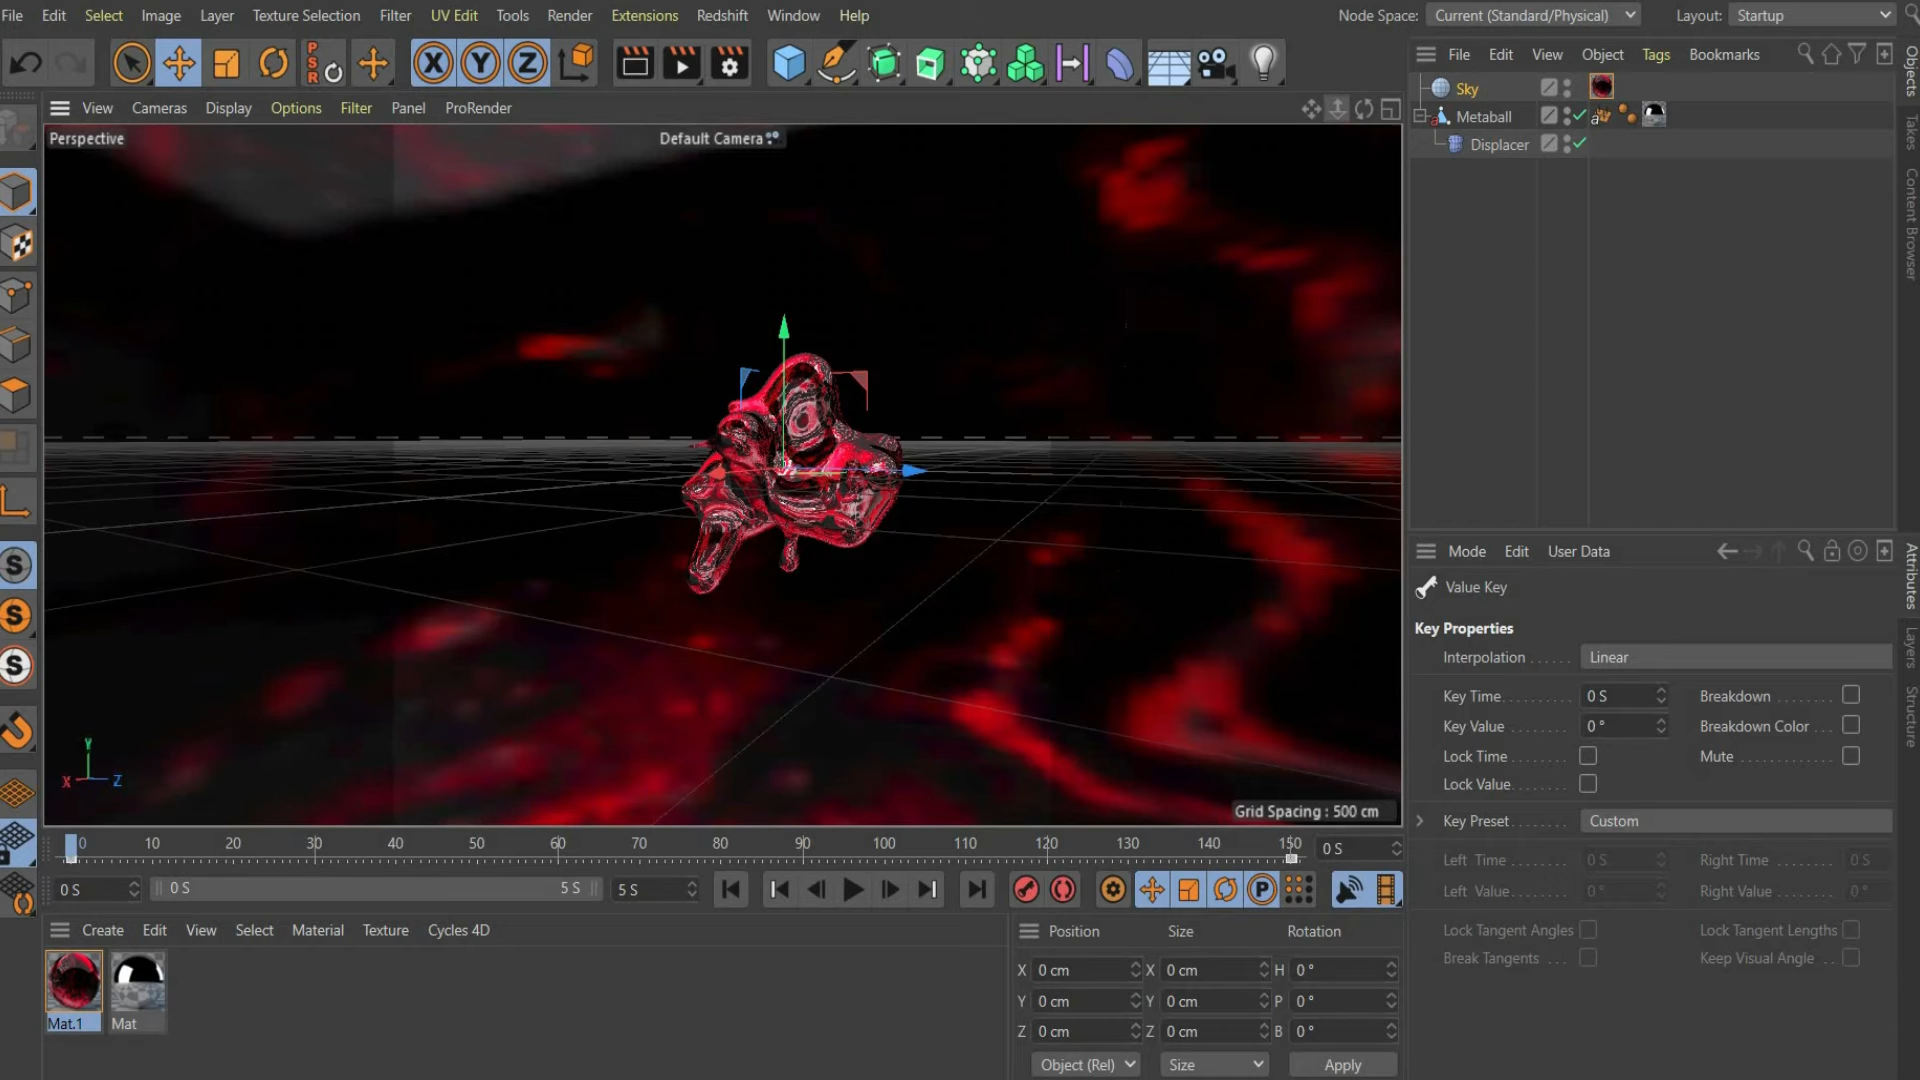 File Edit Select Image Layer Texture Selection Filter UV Edit Tools Render Extensions Redshift Window Help Node Space: Current (Standard/Physical) Layout: Startup
P
S
R
X Y Z
File Edit View Object Tags Bookmarks
View Cameras Display Options Filter Panel ProRender
Perspective
Default Camera
Sky
Metaball
Displacer
Objects
Takes
Content Browser
Mode Edit User Data
Value Key
Key Properties
Interpolation Linear
Key Time 0 S Breakdown
Key Value 0 ° Breakdown Color
Lock Time Mute
Lock Value
Key Preset Custom
Left Time 0 S Right Time 0 S
Left Value 0 ° Right Value 0 °
Lock Tangent Angles Lock Tangent Lengths
Break Tangents Keep Visual Angle
Attributes
Layers
Structure
S
S
S
Y
X Z
Grid Spacing : 500 cm
0 10 20 30 40 50 60 70 80 90 100 110 120 130 140 150 0 S
0 S 0 S 5 S 5 S
P
Create Edit View Select Material Texture Cycles 4D
Mat.1 Mat
Position Size Rotation
X 0 cm X 0 cm H 0 °
Y 0 cm Y 0 cm P 0 °
Z 0 cm Z 0 cm B 0 °
Object (Rel) Size Apply